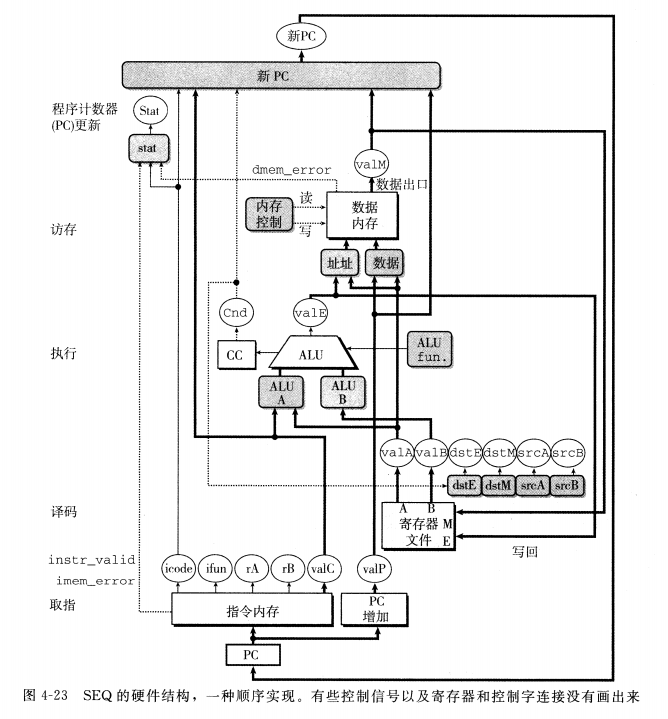 新PC
新 PC
程序计数器
(PC)更新
Stat
stat
dmem_error
valM
数据出口
访存
内存
控制
读
写
数据
内存
址址
数据
Cnd
valE
执行
CC
ALU
ALU
fun.
ALU
A
ALU
B
valA
valB
dstE
dstM
srcA
srcB
dstE
dstM
srcA
srcB
译码
A
B
寄存器
文件
M
E
写回
instr_valid
imem_error
icode
ifun
rA
rB
valC
valP
取指
指令内存
PC
增加
PC
图 4-23 SEQ 的硬件结构，一种顺序实现。有些控制信号以及寄存器和控制字连接没有画出来